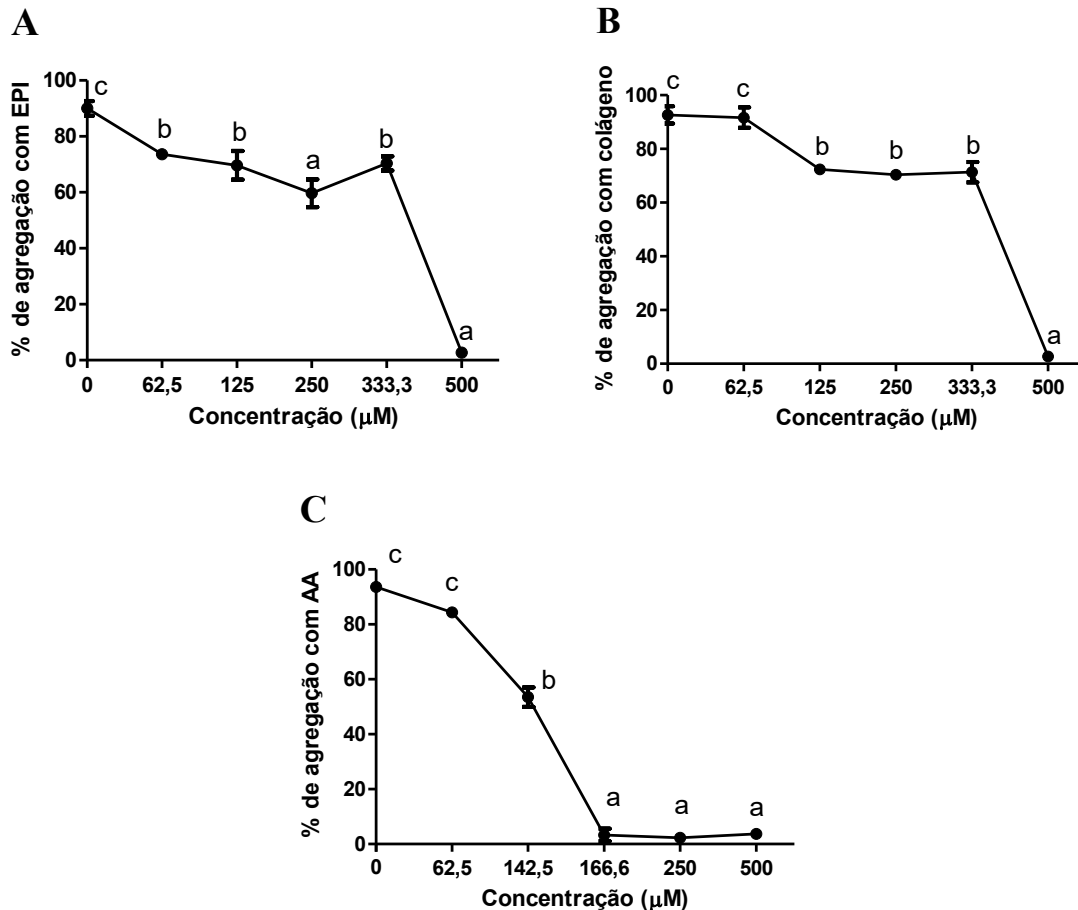 A
% de agregação com EPI
100
80
60
40
20
0
c
b
b
a
b
a
0 62,5 125 250 333,3 500
Concentração (μM)
B
% de agregação com colágeno
100
80
60
40
20
0
c
c
b
b
b
a
0 62,5 125 250 333,3 500
Concentração (μM)
C
% de agregação com AA
100
80
60
40
20
0
c
c
b
a
a
a
0 62,5 142,5 166,6 250 500
Concentração (μM)